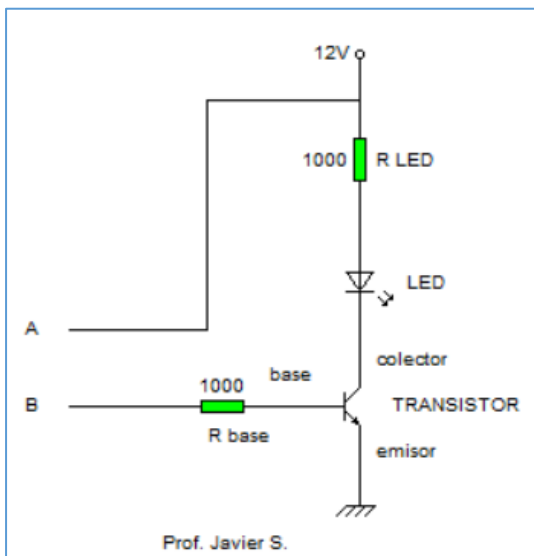 12V
1000 R LED
LED
A
colector
1000
base
B
TRANSISTOR
R base
emisor
Prof. Javier S.